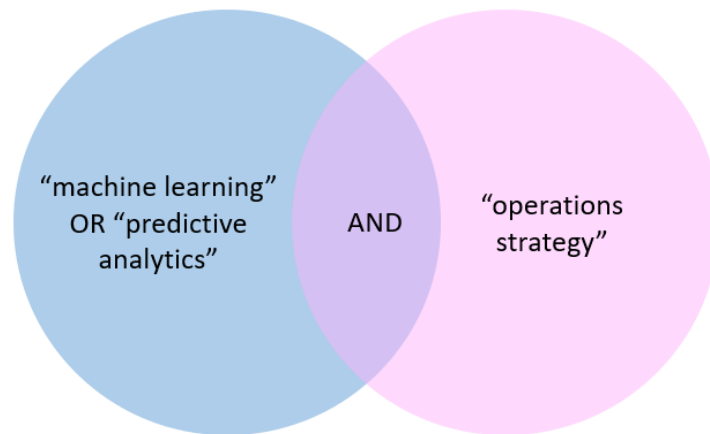 “machine learning”
OR “predictive
analytics”
AND
“operations
strategy”